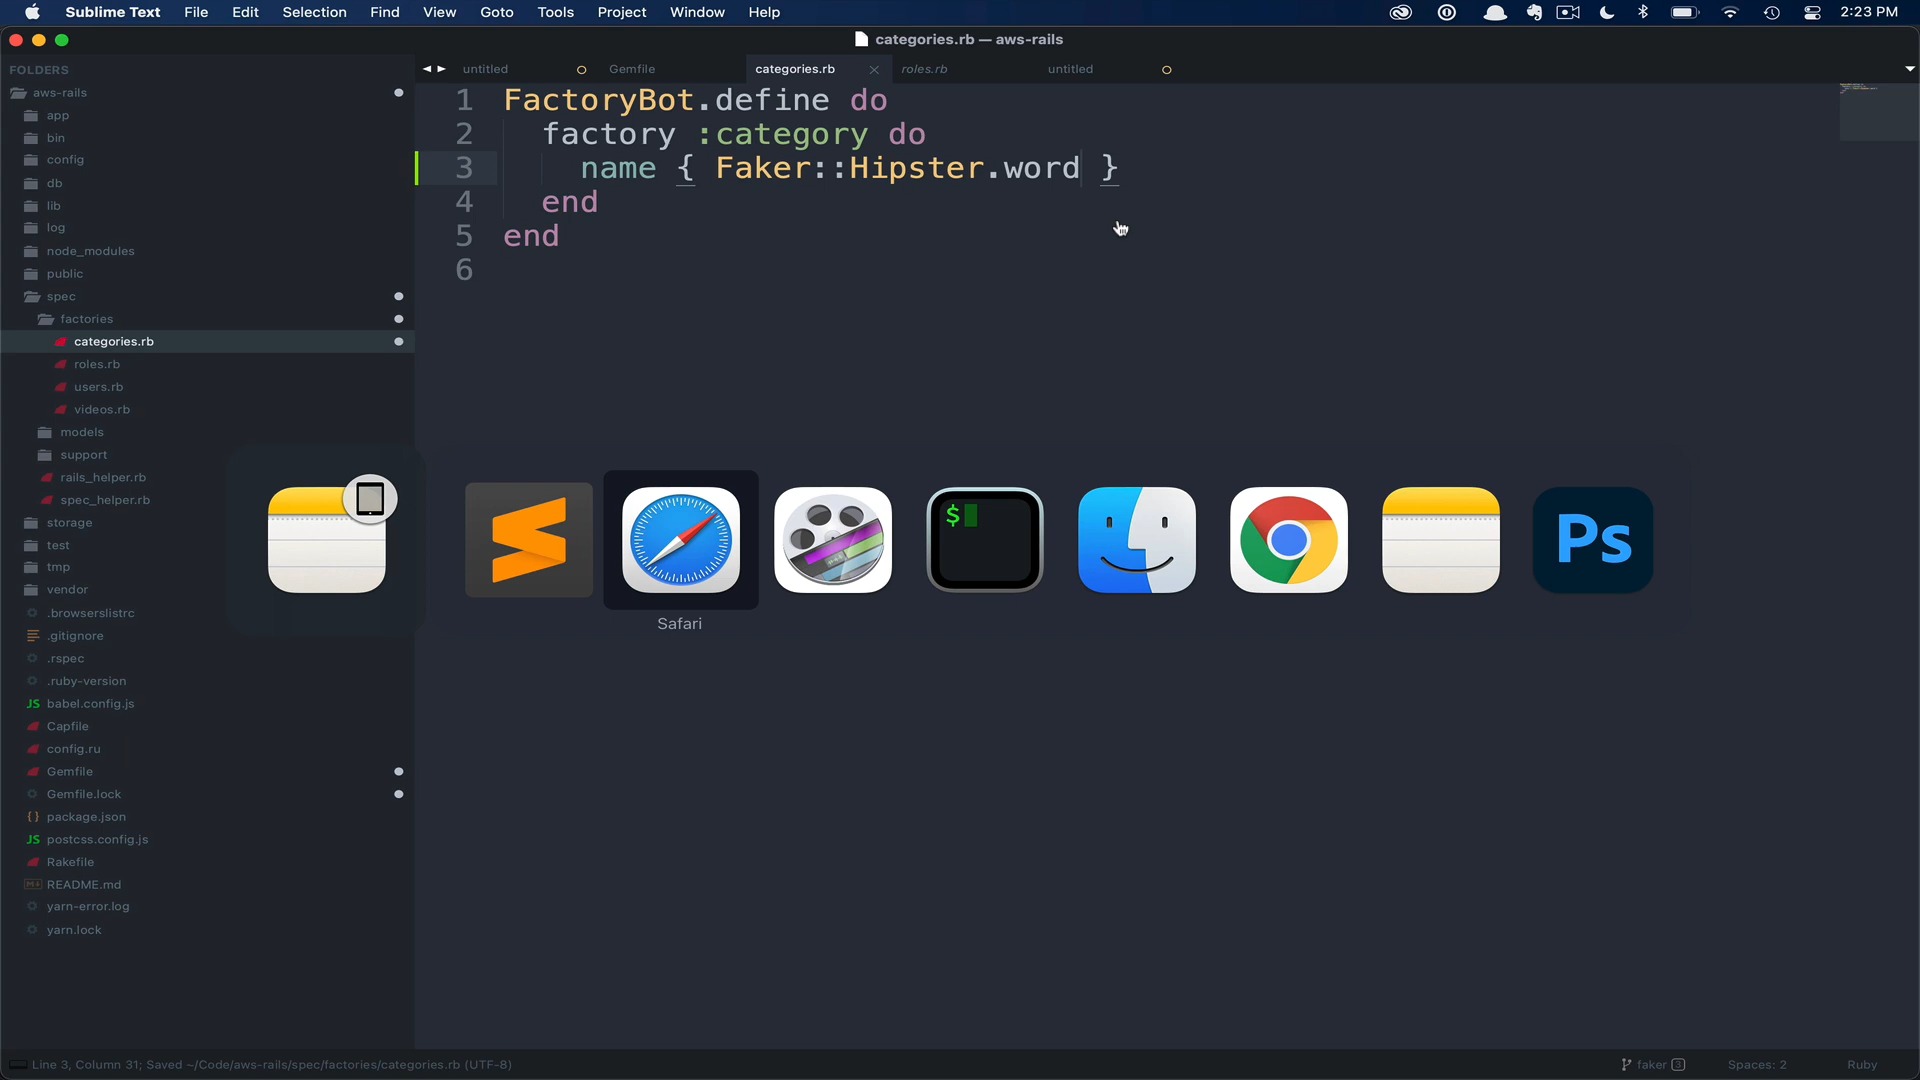 Sublime Text File Edit Selection Find View Goto Tools Project Window Help 2:23 PM
categories.rb — aws-rails
FOLDERS
aws-rails
app
bin
config
db
lib
log
node_modules
public
spec
factories
categories.rb
roles.rb
users.rb
videos.rb
models
support
rails_helper.rb
spec_helper.rb
storage
test
tmp
vendor
.browserslistrc
.gitignore
.rspec
.ruby-version
JS babel.config.js
Capfile
config.ru
Gemfile
Gemfile.lock
{ } package.json
JS postcss.config.js
Rakefile
README.md
yarn-error.log
yarn.lock
untitled Gemfile categories.rb roles.rb untitled
1 FactoryBot.define do
2 factory :category do
3 name { Faker::Hipster.word }
4 end
5 end
6
$
Ps
Safari
Line 3, Column 31; Saved ~/Code/aws-rails/spec/factories/categories.rb (UTF-8) faker 3 Spaces: 2 Ruby